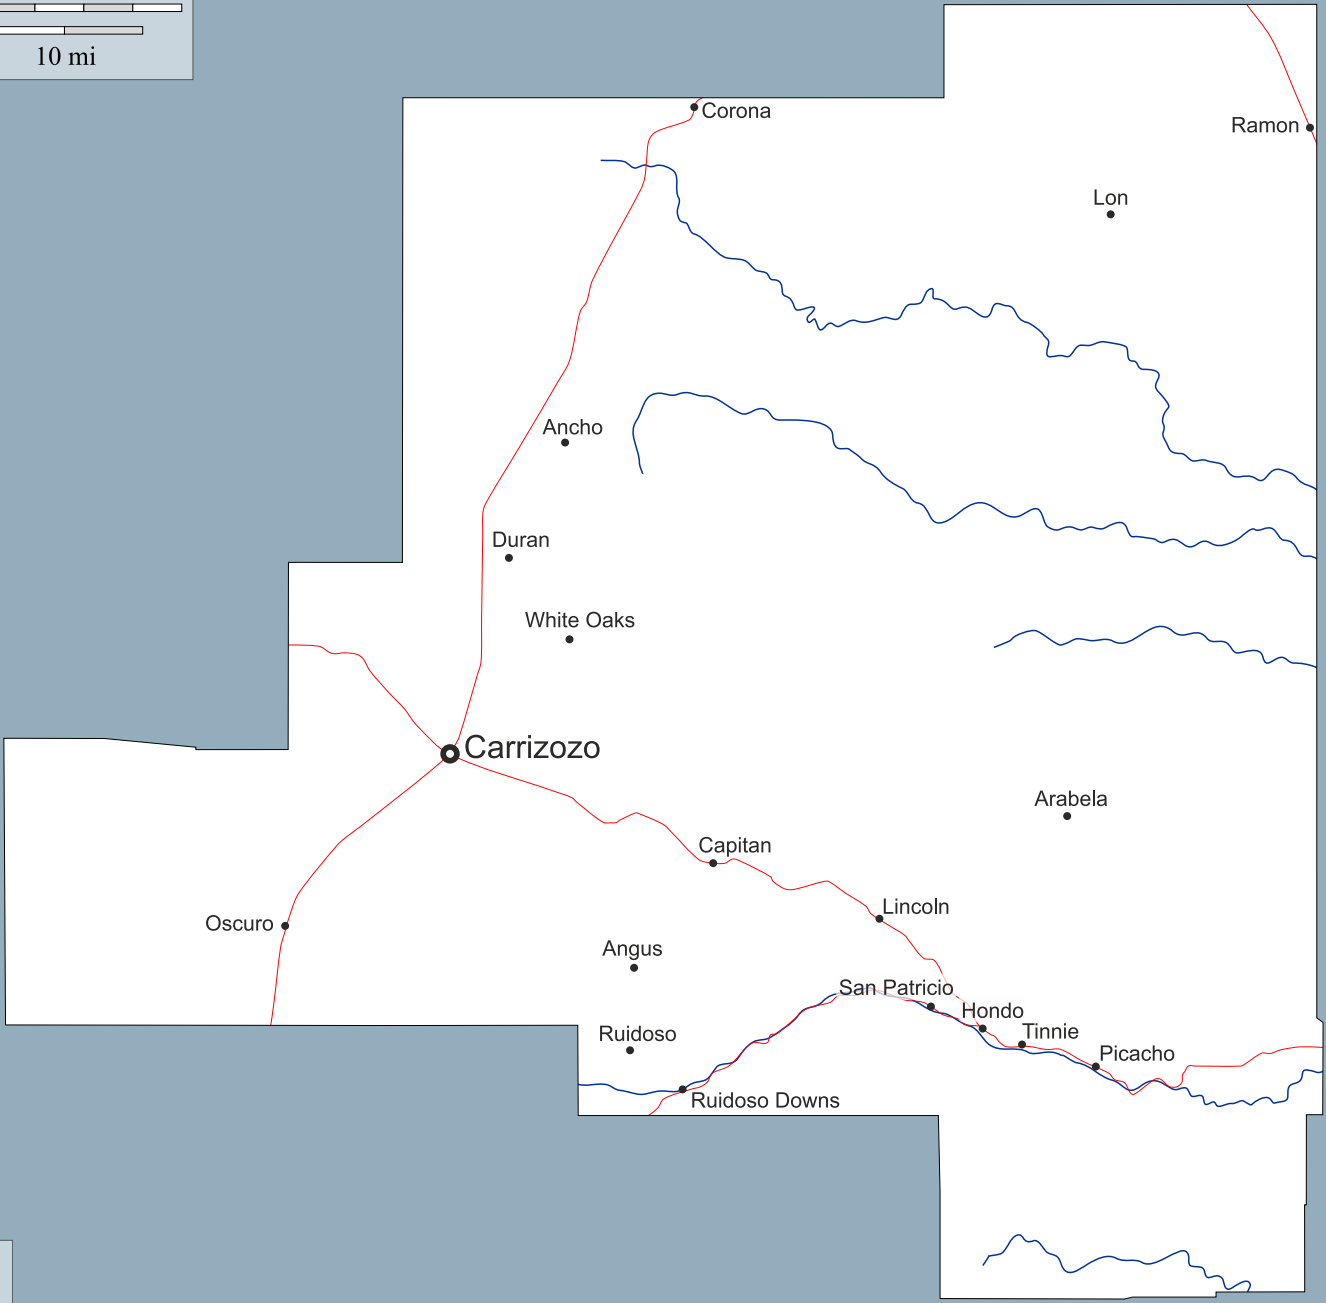 10 mi
Corona
Ramon
Lon
Ancho
Duran
White Oaks
Carrizozo
Arabela
Capitan
Lincoln
Oscuro
Angus
San Patricio
Hondo
Tinnie
Ruidoso
Picacho
Ruidoso Downs